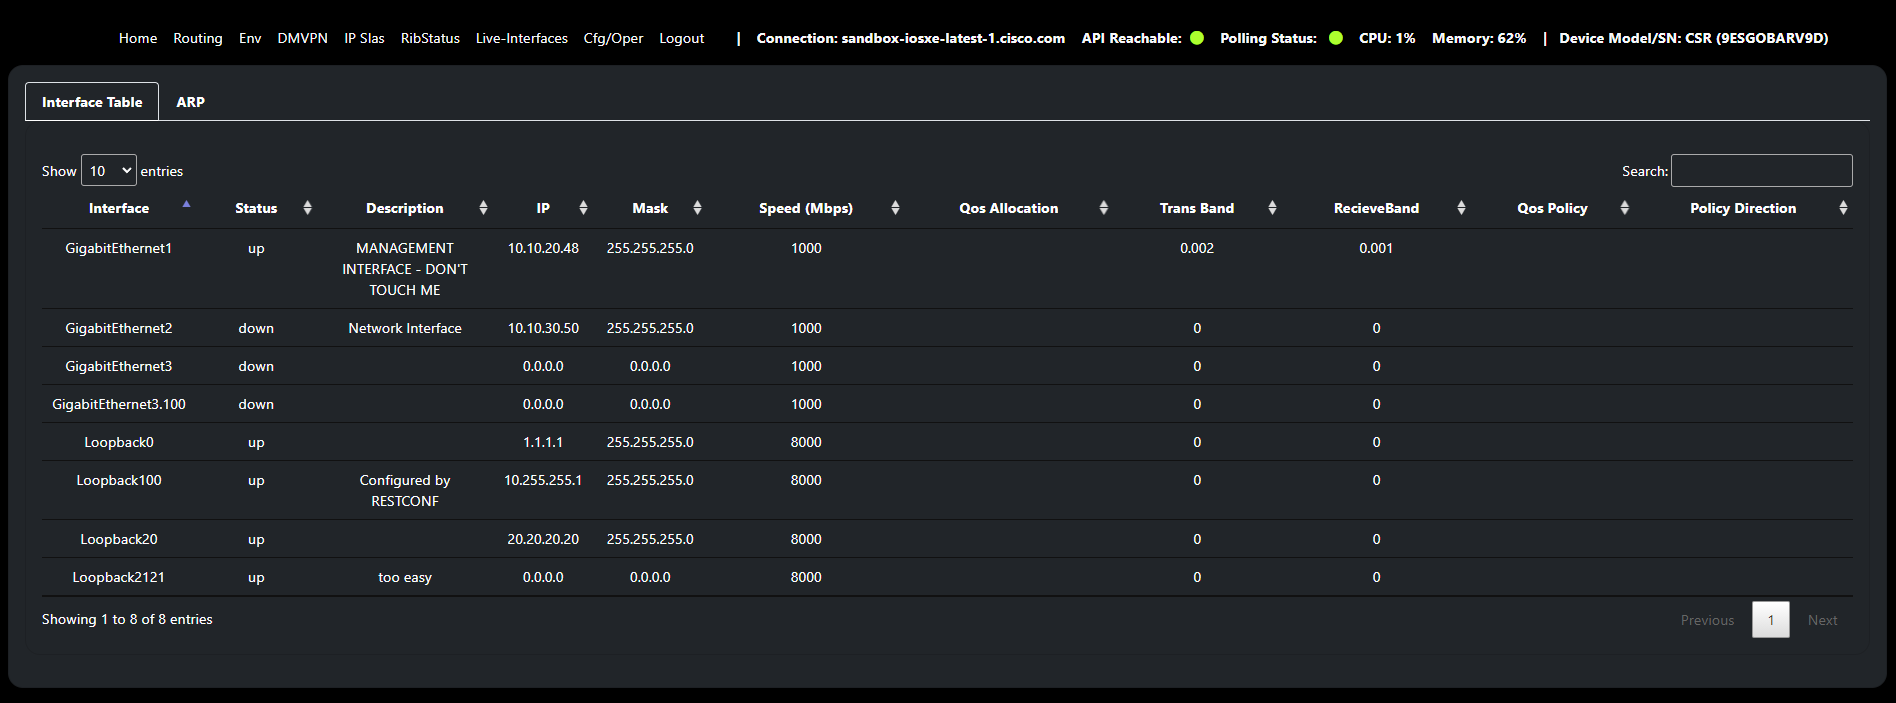 Home Routing Env DMVPN IP Slas RibStatus Live-Interfaces Cfg/Oper Logout | Connection: sandbox-iosxe-latest-1.cisco.com API Reachable: Polling Status: CPU: 1% Memory: 62% | Device Model/SN: CSR (9ESGOBARV9D)
Interface Table ARP
Show 10 entries Search:
Interface Status Description IP Mask Speed (Mbps) Qos Allocation Trans Band RecieveBand Qos Policy Policy Direction
GigabitEthernet1 up MANAGEMENT 10.10.20.48 255.255.255.0 1000 0.002 0.001
INTERFACE - DON'T
TOUCH ME
GigabitEthernet2 down Network Interface 10.10.30.50 255.255.255.0 1000 0 0
GigabitEthernet3 down 0.0.0.0 0.0.0.0 1000 0 0
GigabitEthernet3.100 down 0.0.0.0 0.0.0.0 1000 0 0
Loopback0 up 1.1.1.1 255.255.255.0 8000 0 0
Loopback100 up Configured by 10.255.255.1 255.255.255.0 8000 0 0
RESTCONF
Loopback20 up 20.20.20.20 255.255.255.0 8000 0 0
Loopback2121 up too easy 0.0.0.0 0.0.0.0 8000 0 0
Showing 1 to 8 of 8 entries Previous 1 Next